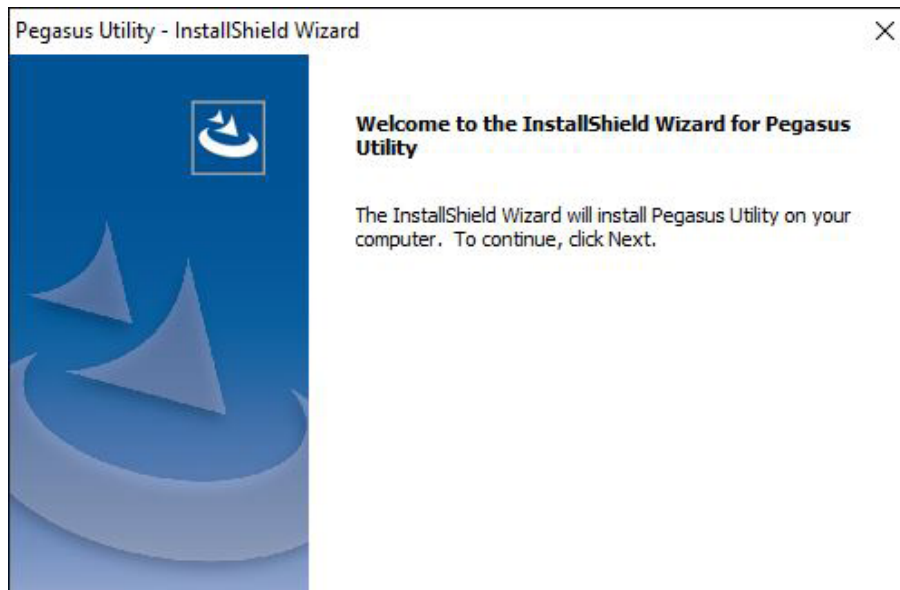 Pegasus Utility - InstallShield Wizard
Welcome to the InstallShield Wizard for Pegasus
Utility
The InstallShield Wizard will install Pegasus Utility on your
computer.  To continue, click Next.